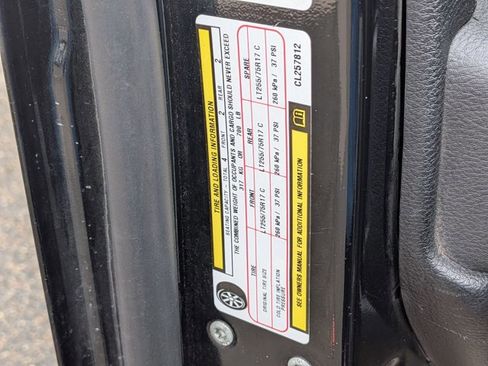 TIRE AND LOADING INFORMATION
SEATING CAPACITY - TOTAL 4 FRONT 2 REAR 2
THE COMBINED WEIGHT OF OCCUPANTS AND CARGO SHOULD NEVER EXCEED
317 KG OR 700 LB
TIRE FRONT REAR SPARE
ORIGINAL TIRE SIZE LT255/75R17 C LT255/75R17 C LT255/75R17 C
COLD TIRE INFLATION PRESSURE 260 kPa / 37 PSI 260 kPa / 37 PSI 260 kPa / 37 PSI
SEE OWNERS MANUAL FOR ADDITIONAL INFORMATION
CL257812